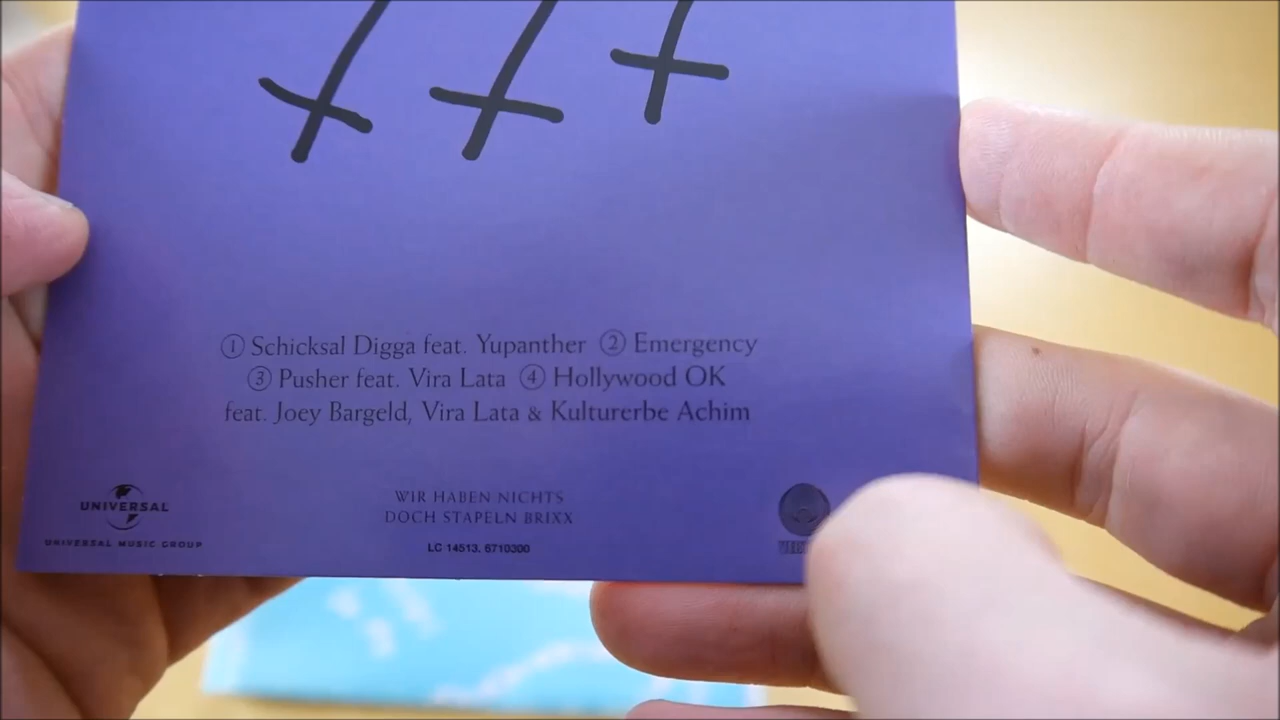 ① Schicksal Digga feat. Yupanther ② Emergency
③ Pusher feat. Vira Lata ④ Hollywood OK
feat. Joey Bargeld, Vira Lata & Kulturerbe Achim
UNIVERSAL
UNIVERSAL MUSIC GROUP
WIR HABEN NICHTS
DOCH STAPELN BRIXX
LC 14513. 6710300